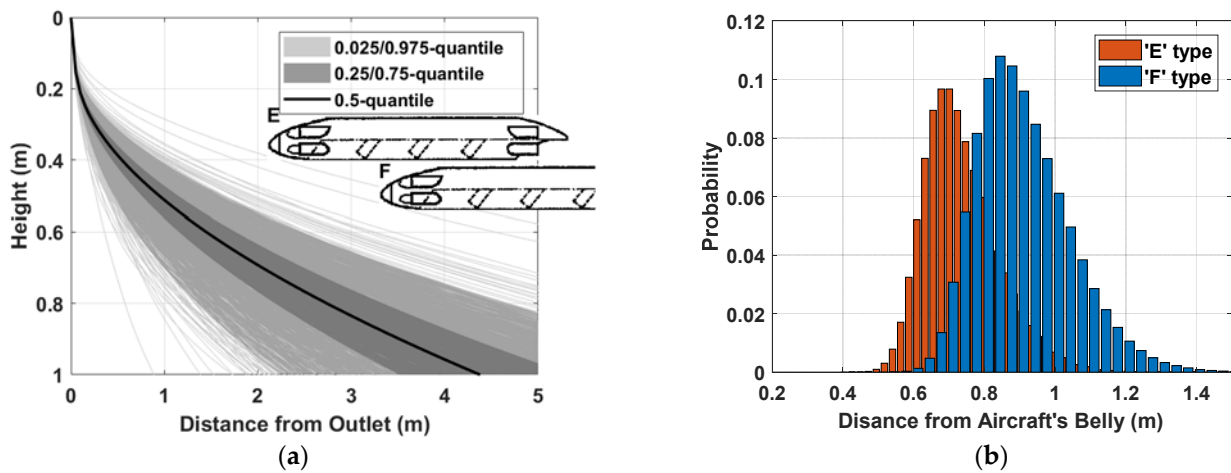 0
0.2
0.4
0.6
0.8
1
Height (m)
0.025/0.975-quantile
0.25/0.75-quantile
0.5-quantile
E
F
0 1 2 3 4 5
Distance from Outlet (m)
(a)
0.12
0.1
0.08
0.06
0.04
0.02
0
Probability
'E' type
'F' type
0.2 0.4 0.6 0.8 1 1.2 1.4
Disance from Aircraft's Belly (m)
(b)